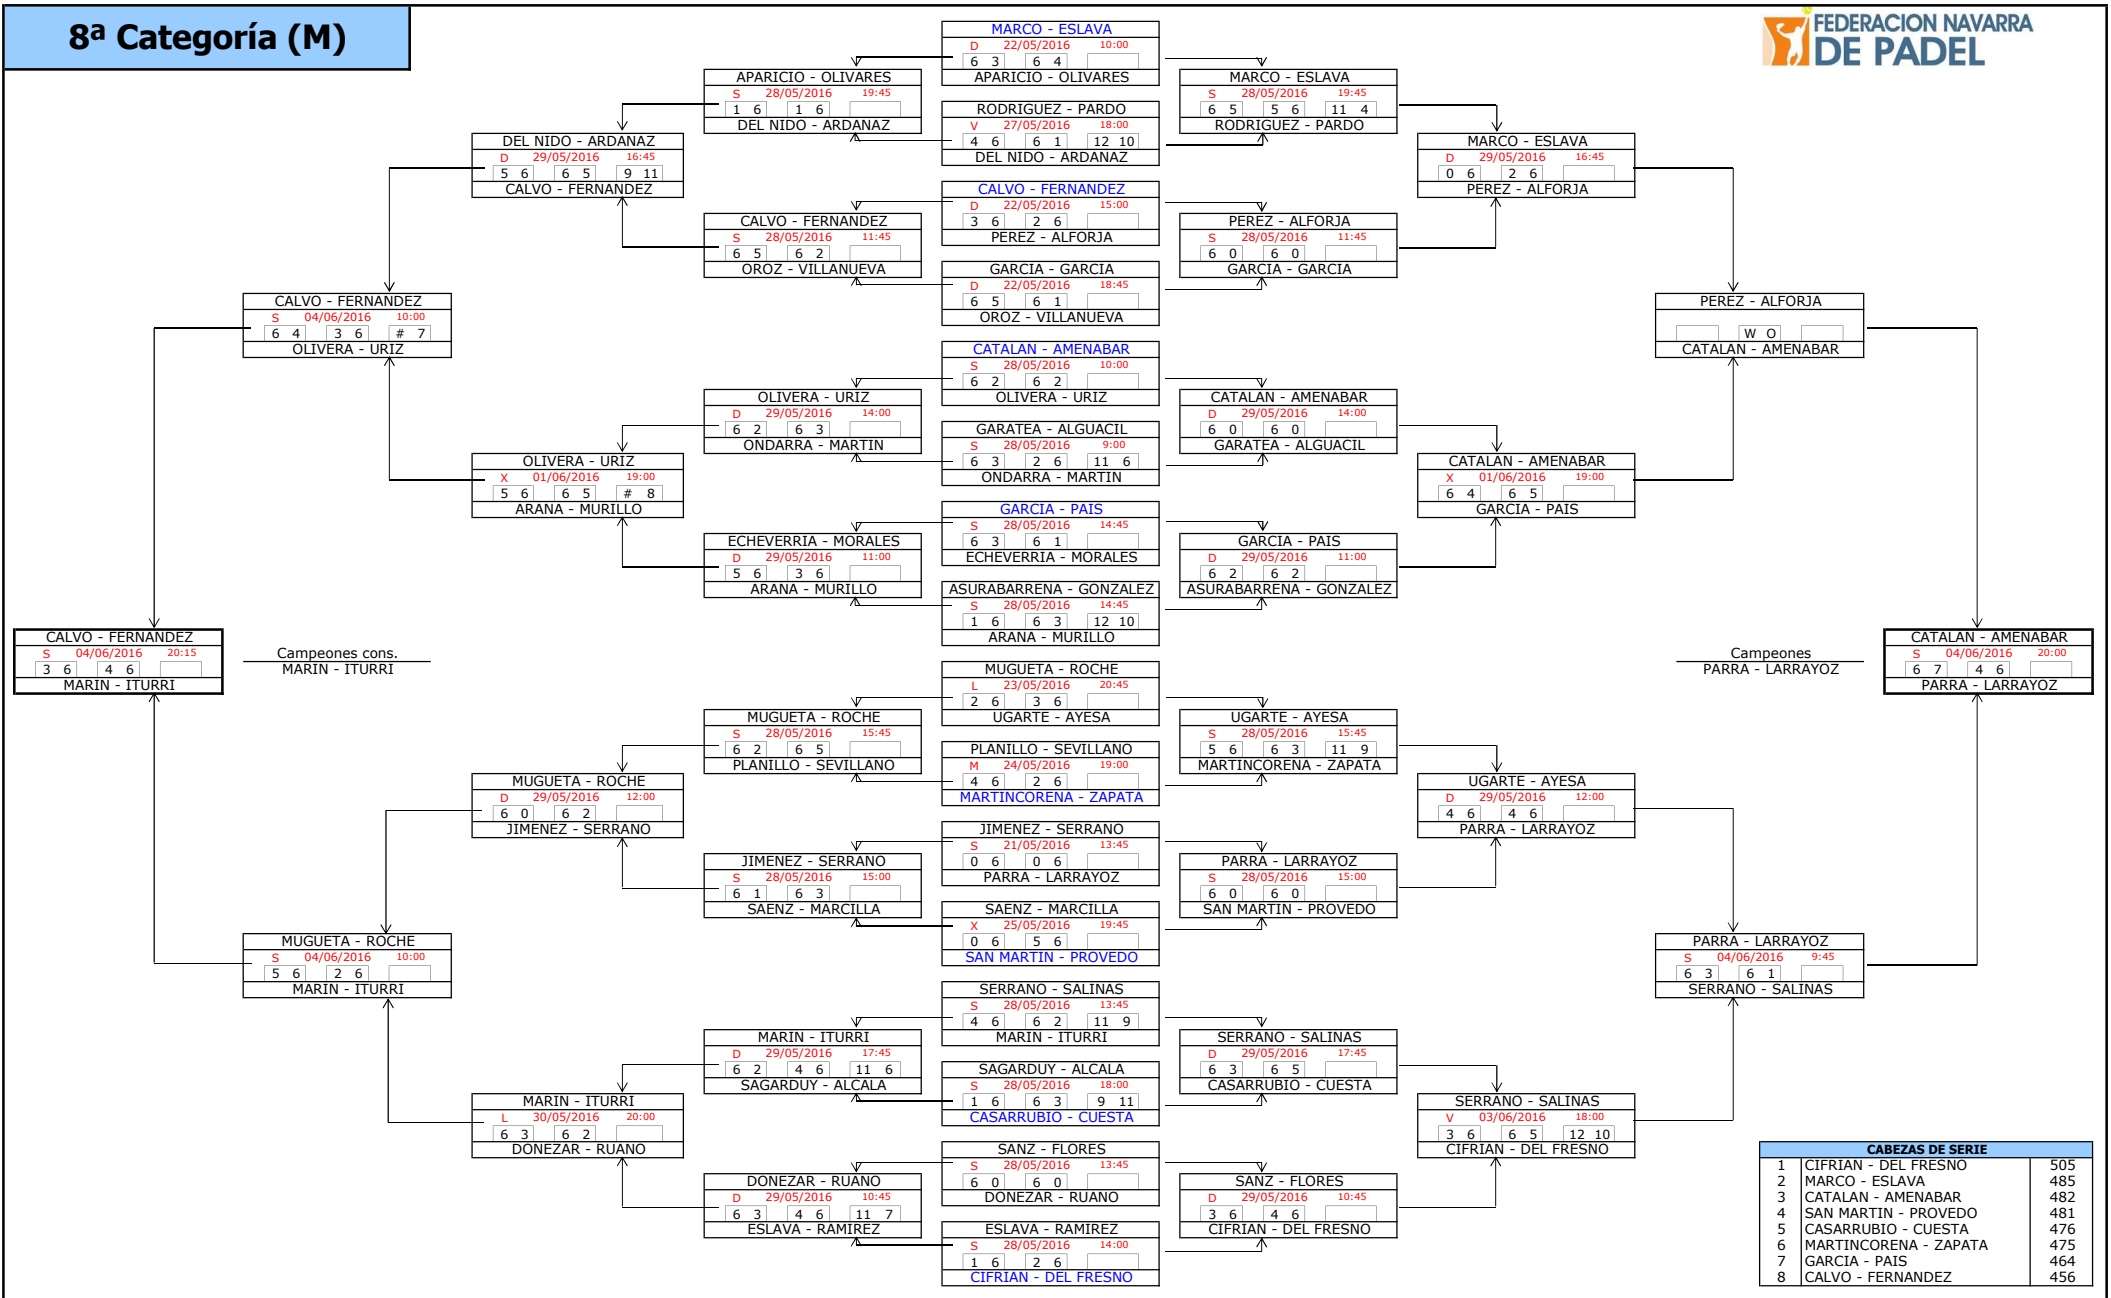 8ª Categoría (M)
FEDERACION NAVARRA
DE PADEL
MARCO - ESLAVA
D 22/05/2016 10:00
6 3 6 4
APARICIO - OLIVARES
RODRIGUEZ - PARDO
V 27/05/2016 18:00
4 6 6 1 12 10
DEL NIDO - ARDANAZ
CALVO - FERNANDEZ
D 22/05/2016 15:00
3 6 2 6
PEREZ - ALFORJA
GARCIA - GARCIA
D 22/05/2016 18:45
6 5 6 1
OROZ - VILLANUEVA
CATALAN - AMENABAR
S 28/05/2016 10:00
6 2 6 2
OLIVERA - URIZ
GARATEA - ALGUACIL
S 28/05/2016 9:00
6 3 2 6 11 6
ONDARRA - MARTIN
GARCIA - PAIS
S 28/05/2016 14:45
6 3 6 1
ECHEVERRIA - MORALES
ASURABARRENA - GONZALEZ
S 28/05/2016 14:45
1 6 6 3 12 10
ARANA - MURILLO
MUGUETA - ROCHE
L 23/05/2016 20:45
2 6 3 6
UGARTE - AYESA
PLANILLO - SEVILLANO
M 24/05/2016 19:00
4 6 2 6
MARTINCORENA - ZAPATA
JIMENEZ - SERRANO
S 21/05/2016 13:45
0 6 0 6
PARRA - LARRAYOZ
SAENZ - MARCILLA
X 25/05/2016 19:45
0 6 5 6
SAN MARTIN - PROVEDO
SERRANO - SALINAS
S 28/05/2016 13:45
4 6 6 2 11 9
MARIN - ITURRI
SAGARDUY - ALCALA
S 28/05/2016 18:00
1 6 6 3 9 11
CASARRUBIO - CUESTA
SANZ - FLORES
S 28/05/2016 13:45
6 0 6 0
DONEZAR - RUANO
ESLAVA - RAMIREZ
S 28/05/2016 14:00
1 6 2 6
CIFRIAN - DEL FRESNO
APARICIO - OLIVARES
S 28/05/2016 19:45
1 6 1 6
DEL NIDO - ARDANAZ
CALVO - FERNANDEZ
S 28/05/2016 11:45
6 5 6 2
OROZ - VILLANUEVA
OLIVERA - URIZ
D 29/05/2016 14:00
6 2 6 3
ONDARRA - MARTIN
ECHEVERRIA - MORALES
D 29/05/2016 11:00
5 6 3 6
ARANA - MURILLO
MUGUETA - ROCHE
S 28/05/2016 15:45
6 2 6 5
PLANILLO - SEVILLANO
JIMENEZ - SERRANO
S 28/05/2016 15:00
6 1 6 3
SAENZ - MARCILLA
MARIN - ITURRI
D 29/05/2016 17:45
6 2 4 6 11 6
SAGARDUY - ALCALA
DONEZAR - RUANO
D 29/05/2016 10:45
6 3 4 6 11 7
ESLAVA - RAMIREZ
DEL NIDO - ARDANAZ
D 29/05/2016 16:45
5 6 6 5 9 11
CALVO - FERNANDEZ
OLIVERA - URIZ
X 01/06/2016 19:00
5 6 6 5 # 8
ARANA - MURILLO
MUGUETA - ROCHE
D 29/05/2016 12:00
6 0 6 2
JIMENEZ - SERRANO
MARIN - ITURRI
L 30/05/2016 20:00
6 3 6 2
DONEZAR - RUANO
CALVO - FERNANDEZ
S 04/06/2016 10:00
6 4 3 6 # 7
OLIVERA - URIZ
MUGUETA - ROCHE
S 04/06/2016 10:00
5 6 2 6
MARIN - ITURRI
CALVO - FERNANDEZ
S 04/06/2016 20:15
3 6 4 6
MARIN - ITURRI
Campeones cons.
MARIN - ITURRI
MARCO - ESLAVA
S 28/05/2016 19:45
6 5 5 6 11 4
RODRIGUEZ - PARDO
PEREZ - ALFORJA
S 28/05/2016 11:45
6 0 6 0
GARCIA - GARCIA
CATALAN - AMENABAR
D 29/05/2016 14:00
6 0 6 0
GARATEA - ALGUACIL
GARCIA - PAIS
D 29/05/2016 11:00
6 2 6 2
ASURABARRENA - GONZALEZ
UGARTE - AYESA
S 28/05/2016 15:45
5 6 6 3 11 9
MARTINCORENA - ZAPATA
PARRA - LARRAYOZ
S 28/05/2016 15:00
6 0 6 0
SAN MARTIN - PROVEDO
SERRANO - SALINAS
D 29/05/2016 17:45
6 3 6 5
CASARRUBIO - CUESTA
SANZ - FLORES
D 29/05/2016 10:45
3 6 4 6
CIFRIAN - DEL FRESNO
MARCO - ESLAVA
D 29/05/2016 16:45
0 6 2 6
PEREZ - ALFORJA
CATALAN - AMENABAR
X 01/06/2016 19:00
6 4 6 5
GARCIA - PAIS
UGARTE - AYESA
D 29/05/2016 12:00
4 6 4 6
PARRA - LARRAYOZ
SERRANO - SALINAS
V 03/06/2016 18:00
3 6 6 5 12 10
CIFRIAN - DEL FRESNO
PEREZ - ALFORJA
W O
CATALAN - AMENABAR
PARRA - LARRAYOZ
S 04/06/2016 9:45
6 3 6 1
SERRANO - SALINAS
Campeones
PARRA - LARRAYOZ
CATALAN - AMENABAR
S 04/06/2016 20:00
6 7 4 6
PARRA - LARRAYOZ
CABEZAS DE SERIE
1 CIFRIAN - DEL FRESNO 505
2 MARCO - ESLAVA 485
3 CATALAN - AMENABAR 482
4 SAN MARTIN - PROVEDO 481
5 CASARRUBIO - CUESTA 476
6 MARTINCORENA - ZAPATA 475
7 GARCIA - PAIS 464
8 CALVO - FERNANDEZ 456